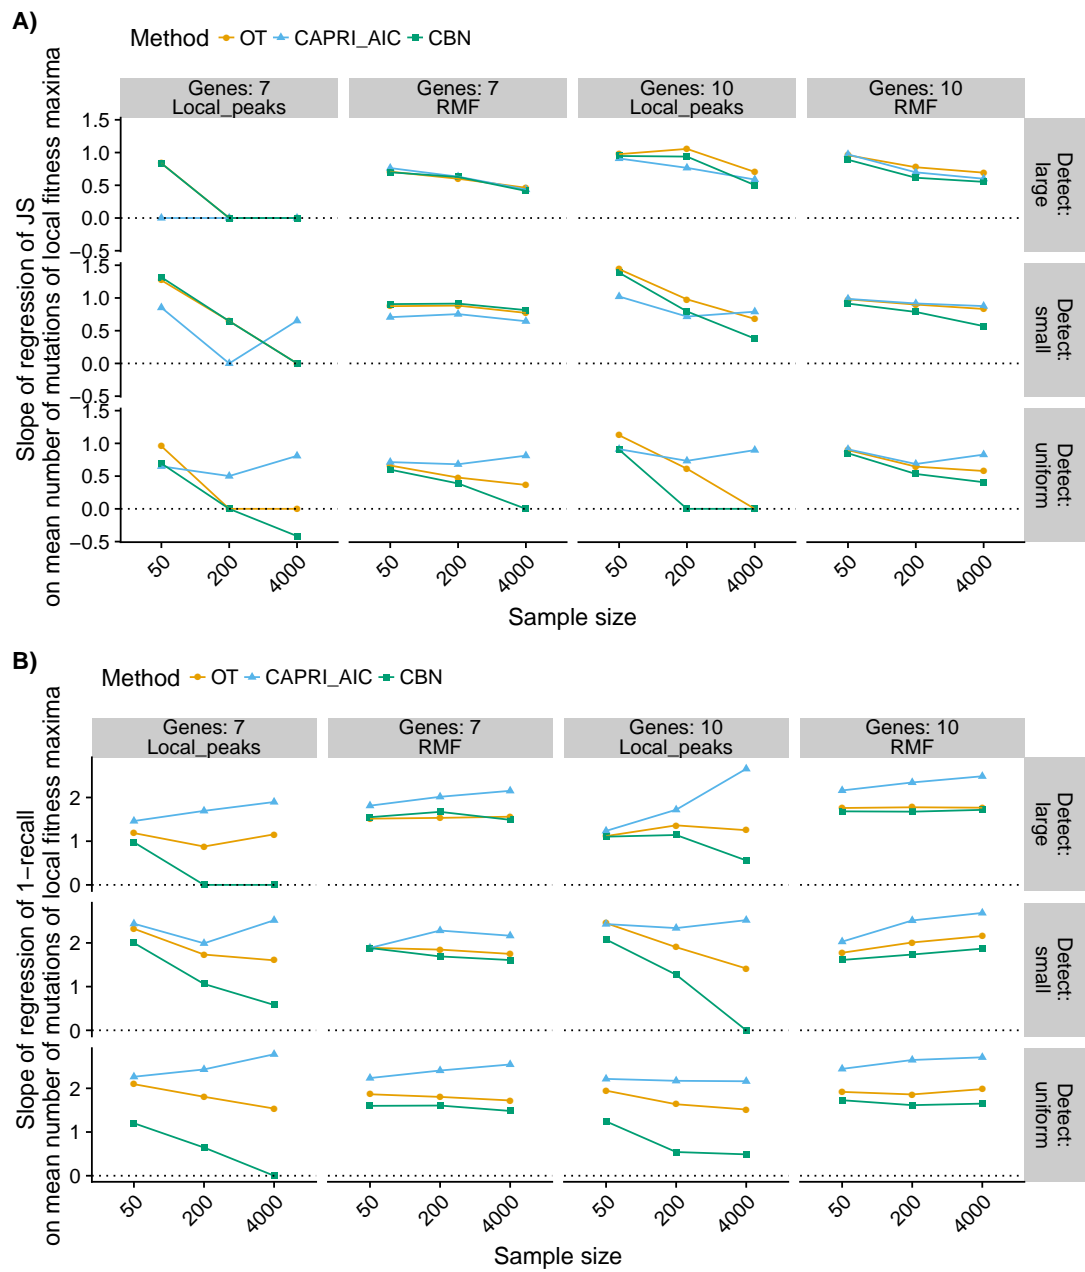 A)
Method OT CAPRI_AIC CBN
Genes: 7
Local_peaks
Genes: 7
RMF
Genes: 10
Local_peaks
Genes: 10
RMF
Slope of regression of JS
on mean number of mutations of local fitness maxima
1.5
1.0
0.5
0.0
−0.5
Detect:
large
1.5
1.0
0.5
0.0
−0.5
Detect:
small
1.5
1.0
0.5
0.0
−0.5
Detect:
uniform
50 200 4000 50 200 4000 50 200 4000 50 200 4000
Sample size
B)
Method OT CAPRI_AIC CBN
Genes: 7
Local_peaks
Genes: 7
RMF
Genes: 10
Local_peaks
Genes: 10
RMF
Slope of regression of 1−recall
on mean number of mutations of local fitness maxima
2
1
0
Detect:
large
2
1
0
Detect:
small
2
1
0
Detect:
uniform
50 200 4000 50 200 4000 50 200 4000 50 200 4000
Sample size